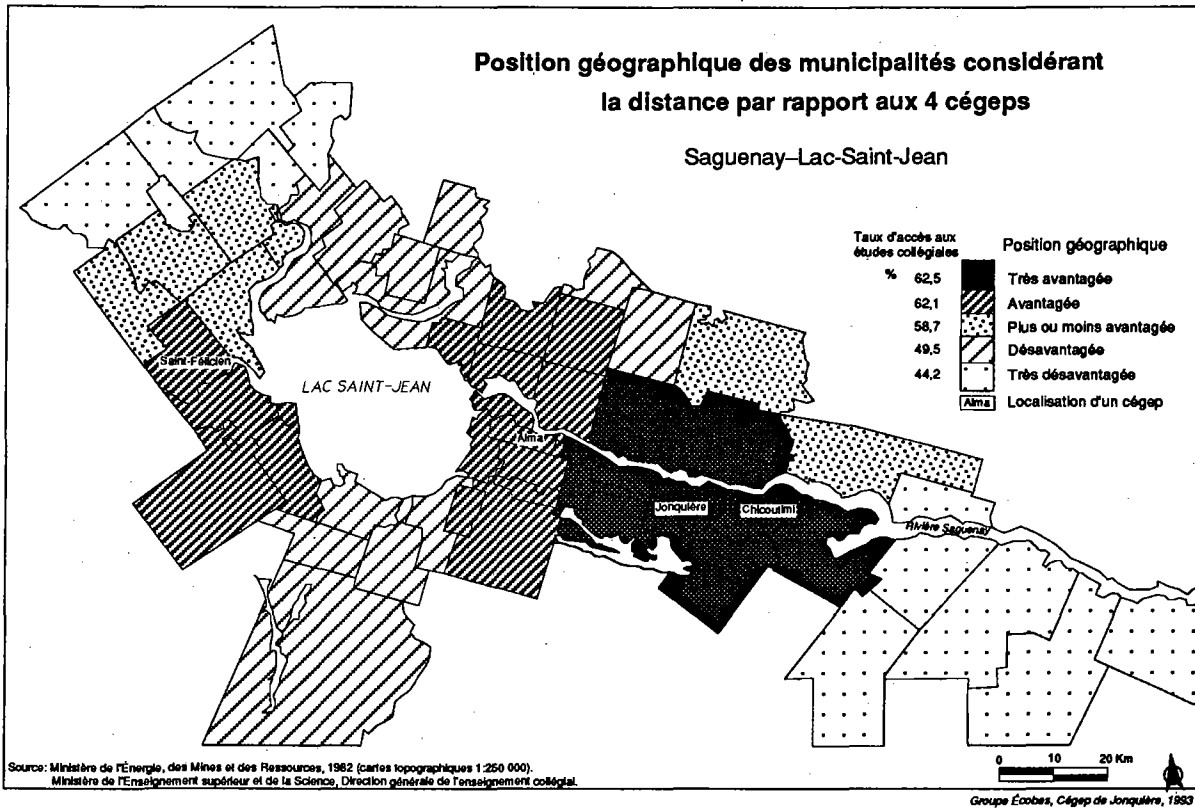 Position géographique des municipalités considérant
la distance par rapport aux 4 cégeps
Saguenay–Lac-Saint-Jean
Taux d'accès aux
études collégiales
%
Position géographique
62,5 Très avantagée
62,1 Avantagée
58,7 Plus ou moins avantagée
49,5 Désavantagée
44,2 Très désavantagée
Alma Localisation d'un cégep
Saint-Félicien
LAC SAINT-JEAN
Alma
Jonquière
Chicoutimi
Rivière Saguenay
Source: Ministère de l'Énergie, des Mines et des Ressources, 1982 (cartes topographiques 1:250 000).
Ministère de l'Enseignement supérieur et de la Science, Direction générale de l'enseignement collégial.
0 10 20 Km
Groupe Écobes, Cégep de Jonquière, 1993